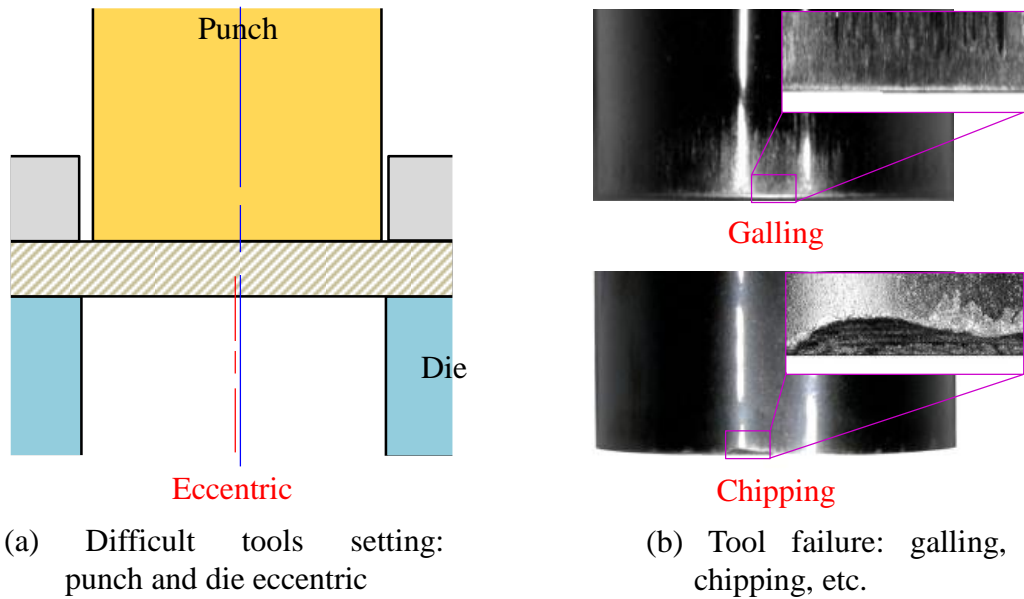 Punch
Die
Eccentric
(a) Difficult tools setting:
punch and die eccentric
Galling
Chipping
(b) Tool failure: galling,
chipping, etc.